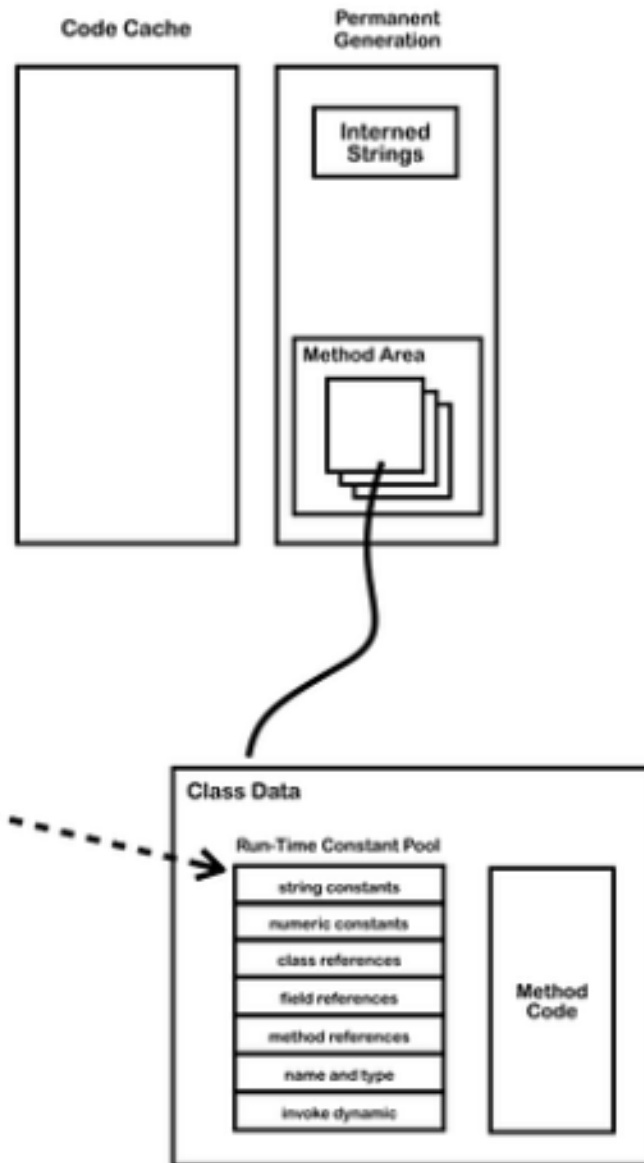 Code Cache
Permanent
Generation
Interned
Strings
Method Area
Class Data
Run-Time Constant Pool
string constants
numeric constants
class references
field references
method references
name and type
invoke dynamic
Method
Code